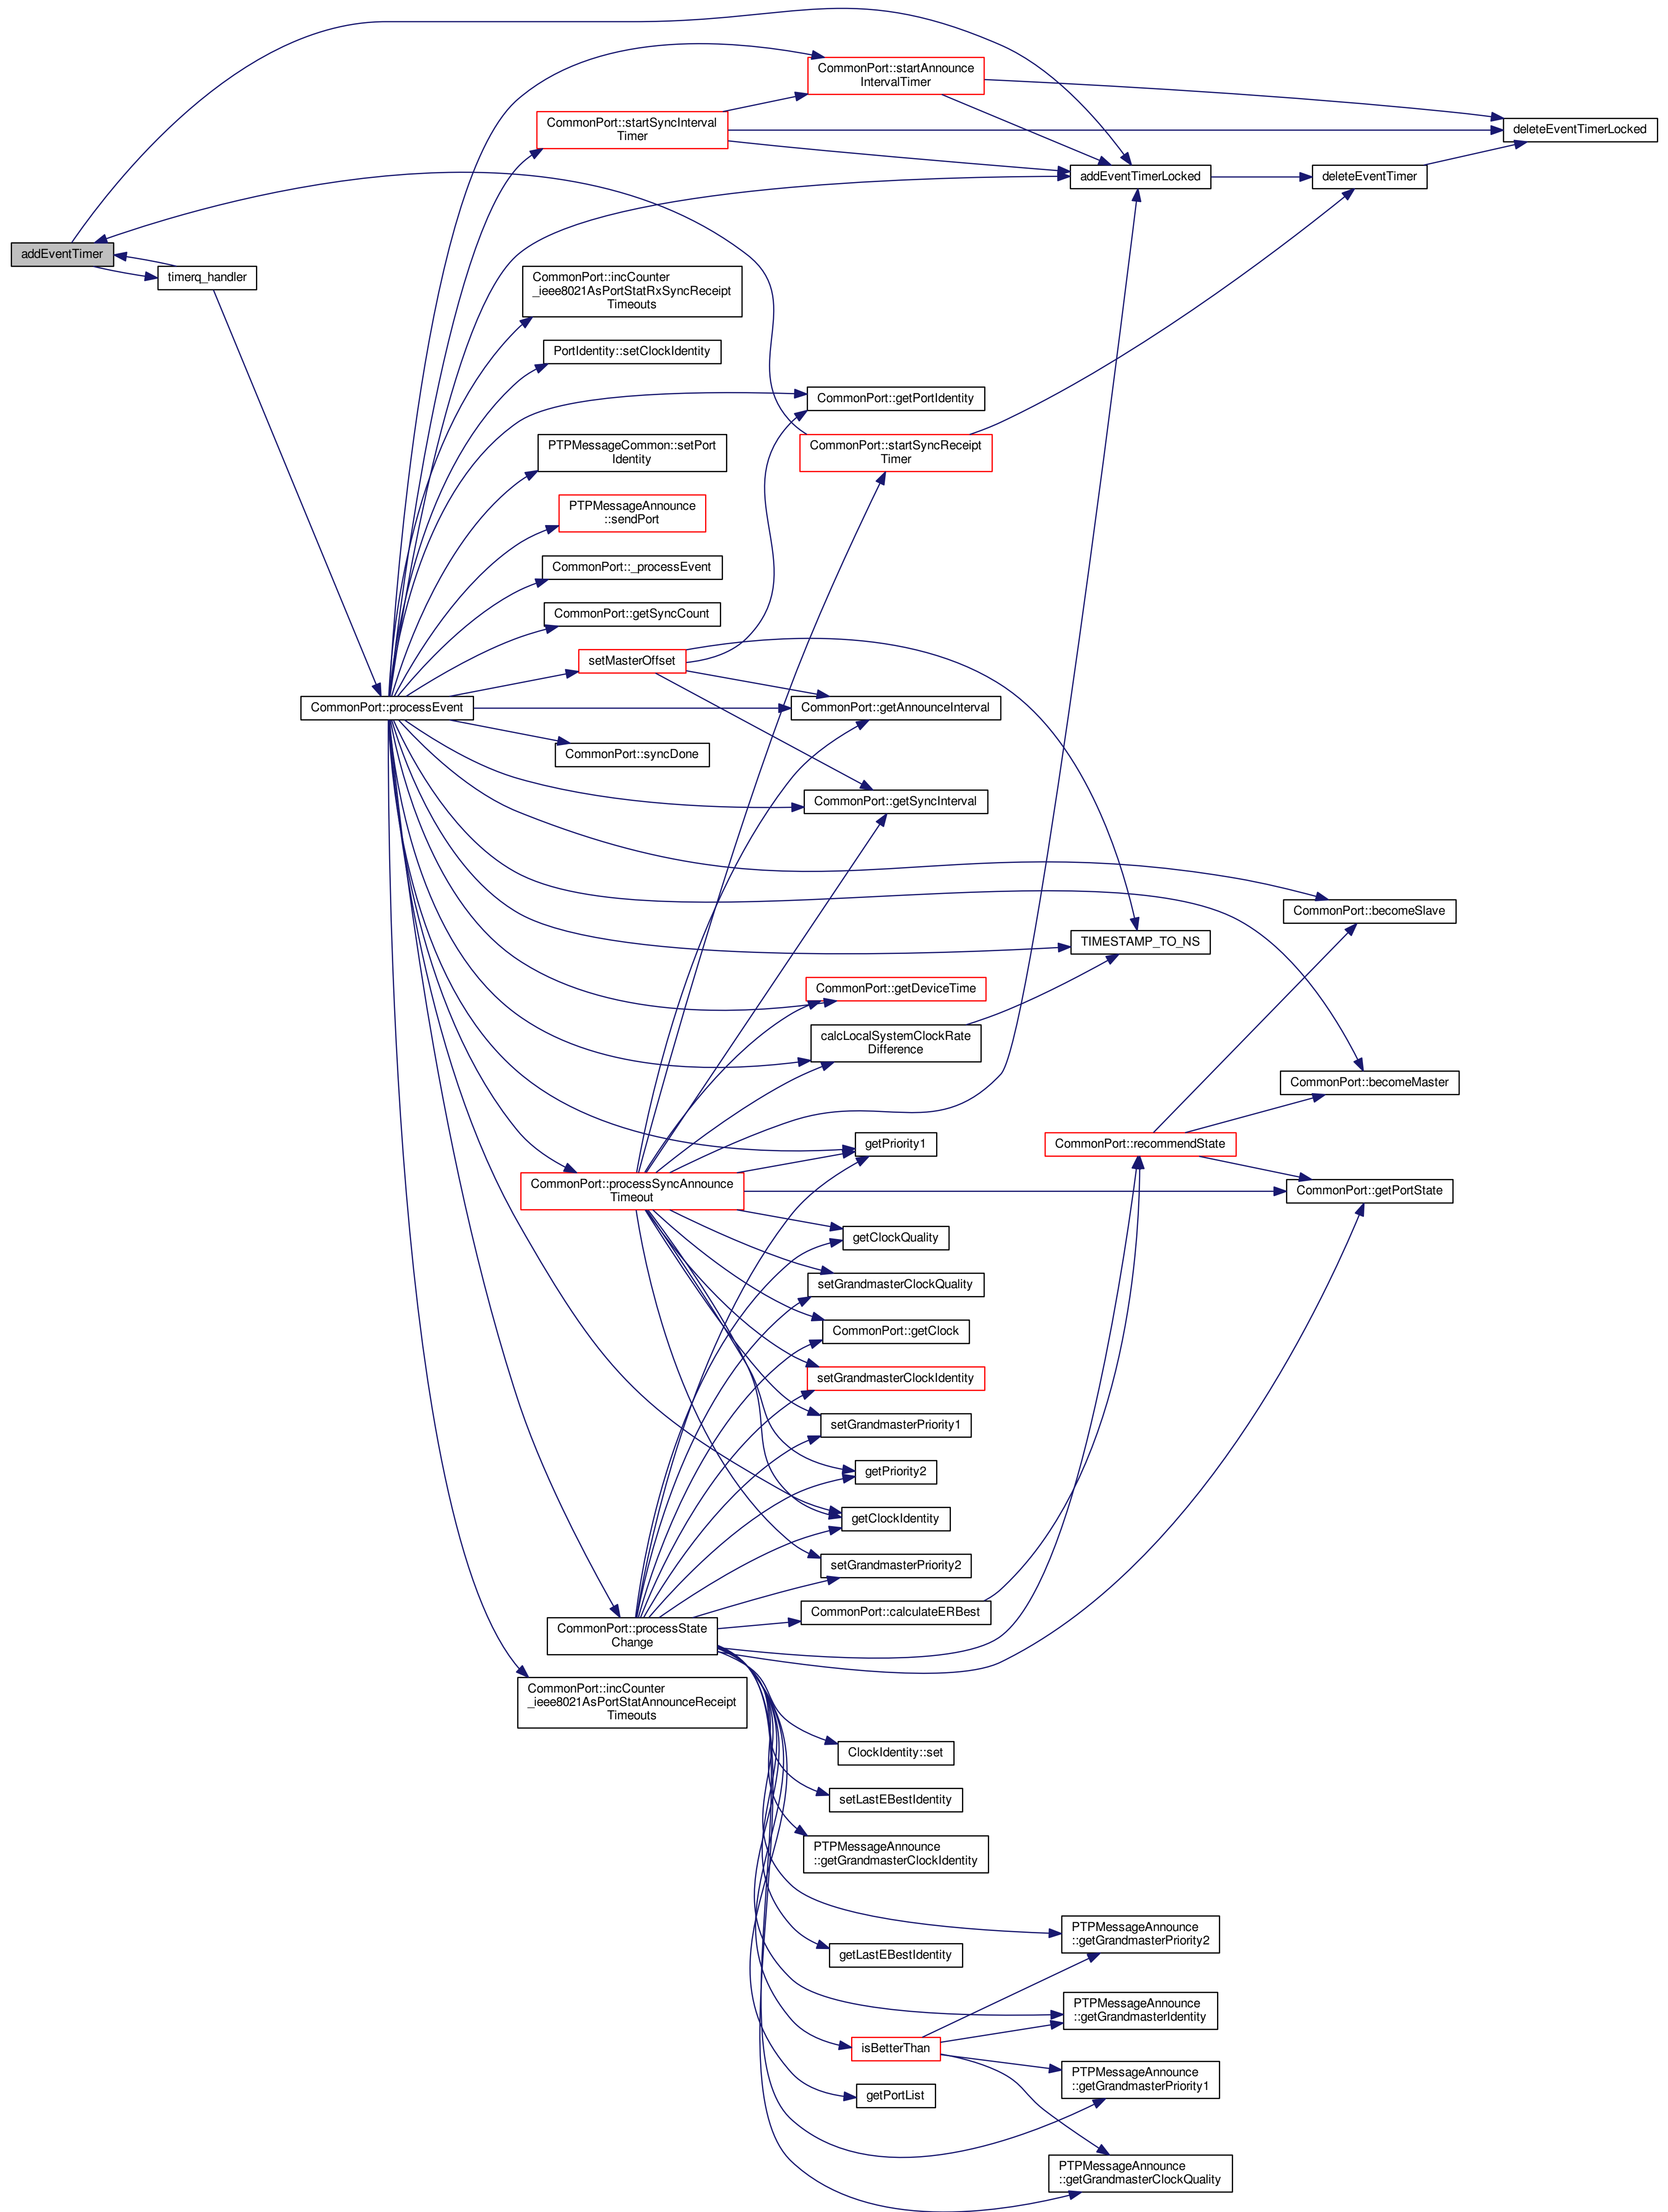 CommonPort::startAnnounce
IntervalTimer
CommonPort::startSyncInterval
Timer
deleteEventTimerLocked
addEventTimerLocked
deleteEventTimer
addEventTimer
timerq_handler
CommonPort::incCounter
_ieee8021AsPortStatRxSyncReceipt
Timeouts
PortIdentity::setClockIdentity
CommonPort::getPortIdentity
PTPMessageCommon::setPort
Identity
CommonPort::startSyncReceipt
Timer
PTPMessageAnnounce
::sendPort
CommonPort::_processEvent
CommonPort::getSyncCount
setMasterOffset
CommonPort::processEvent
CommonPort::getAnnounceInterval
CommonPort::syncDone
CommonPort::getSyncInterval
CommonPort::becomeSlave
TIMESTAMP_TO_NS
CommonPort::getDeviceTime
calcLocalSystemClockRate
Difference
CommonPort::becomeMaster
getPriority1
CommonPort::recommendState
CommonPort::processSyncAnnounce
Timeout
CommonPort::getPortState
getClockQuality
setGrandmasterClockQuality
CommonPort::getClock
setGrandmasterClockIdentity
setGrandmasterPriority1
getPriority2
getClockIdentity
setGrandmasterPriority2
CommonPort::calculateERBest
CommonPort::processState
Change
CommonPort::incCounter
_ieee8021AsPortStatAnnounceReceipt
Timeouts
ClockIdentity::set
setLastEBestIdentity
PTPMessageAnnounce
::getGrandmasterClockIdentity
PTPMessageAnnounce
::getGrandmasterPriority2
getLastEBestIdentity
PTPMessageAnnounce
::getGrandmasterIdentity
isBetterThan
PTPMessageAnnounce
::getGrandmasterPriority1
getPortList
PTPMessageAnnounce
::getGrandmasterClockQuality